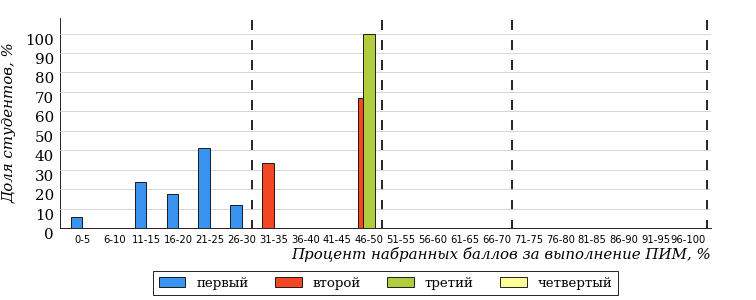 Доля студентов, %
100
90
80
70
60
50
40
30
20
10
0
0-5 6-10 11-15 16-20 21-25 26-30 31-35 36-40 41-45 46-50 51-55 56-60 61-65 66-70 71-75 76-80 81-85 86-90 91-95 96-100
Процент набранных баллов за выполнение ПИМ, %
первый второй третий четвертый